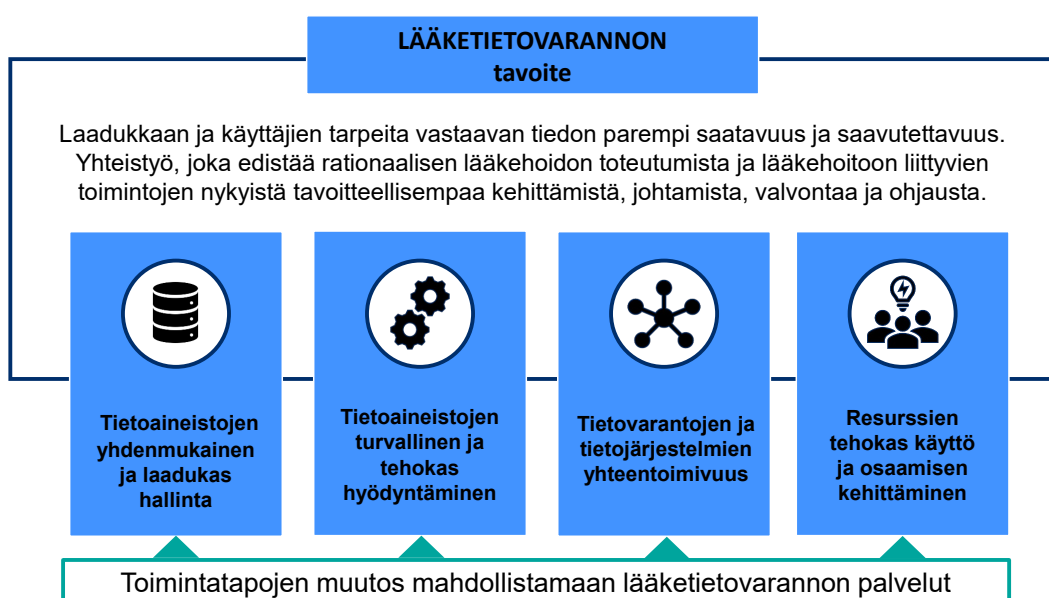 LÄÄKETIETOVARANNON
tavoite
Laadukkaan ja käyttäjien tarpeita vastaavan tiedon parempi saatavuus ja saavutettavuus.
Yhteistyö, joka edistää rationaalisen lääkehoidon toteutumista ja lääkehoitoon liittyvien
toimintojen nykyistä tavoitteellisempaa kehittämistä, johtamista, valvontaa ja ohjausta.
Tietoaineistojen
yhdenmukainen
ja laadukas
hallinta
Tietoaineistojen
turvallinen ja
tehokas
hyödyntäminen
Tietovarantojen ja
tietojärjestelmien
yhteentoimivuus
Resurssien
tehokas käyttö
ja osaamisen
kehittäminen
Toimintatapojen muutos mahdollistamaan lääketietovarannon palvelut